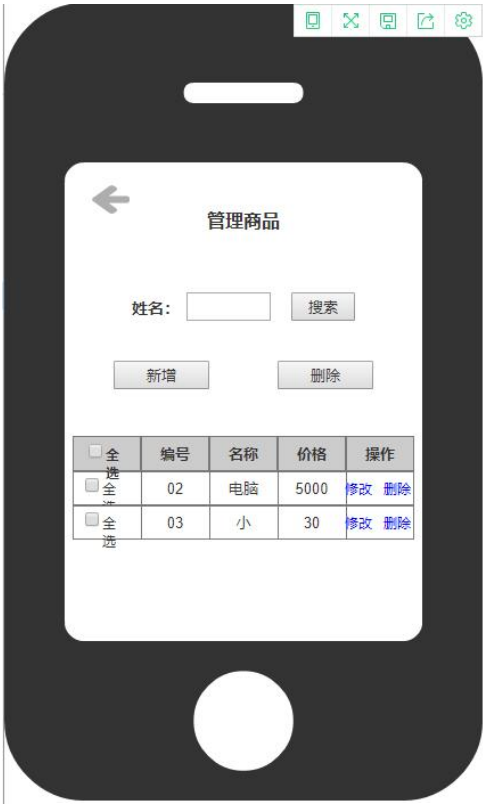 管理商品
姓名: 搜索
新增 删除
全选 编号 名称 价格 操作
全选 02 电脑 5000 修改 删除
全选 03 小 30 修改 删除